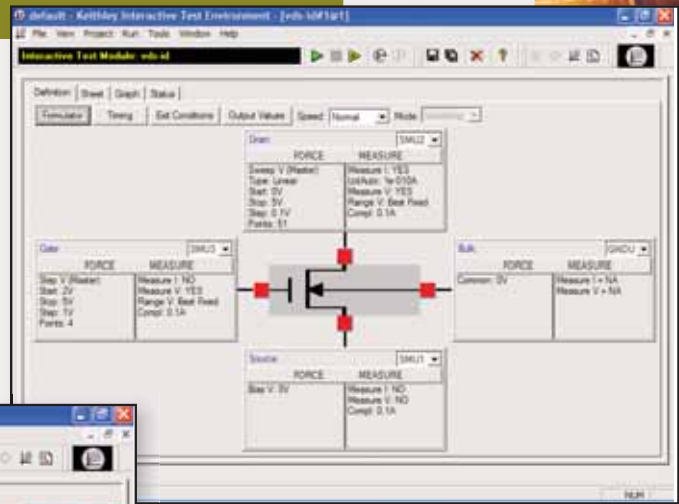 default - Keithley Interactive Test Environment - [vds-id#1@1]
File View Project Run Tools Window Help
Interactive Test Module: vds-id
Definition Sheet Graph Status
Formulator Timing Exit Conditions Output Values Speed: Normal Mode:
Drain SMU2
FORCE MEASURE
Sweep V (Master) Measure I: YES
Type: Linear
Start: 0V Measure V: YES
Stop: 5V Range V: Best Fixed
Step: 0.1V Compl: 0.1A
Points: 51
Gate SMU3
FORCE MEASURE
Step V (Master) Measure I: NO
Start: 2V Measure V: YES
Stop: 5V Range V: Best Fixed
Step: 1V Compl: 0.1A
Points: 4
Bulk GNDU
FORCE MEASURE
Common: 0V Measure I = NA
Measure V = NA
Source SMU1
FORCE MEASURE
Bias V: 0V Measure I: NO
Measure V: NO
Compl: 0.1A
NUM